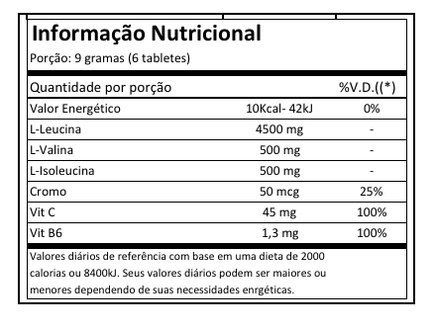 Informação Nutricional
Porção: 9 gramas (6 tabletes)
Quantidade por porção %V.D.((*)
Valor Energético 10Kcal- 42kJ 0%
L-Leucina 4500 mg -
L-Valina 500 mg -
L-Isoleucina 500 mg -
Cromo 50 mcg 25%
Vit C 45 mg 100%
Vit B6 1,3 mg 100%
Valores diários de referência com base em uma dieta de 2000
calorias ou 8400kJ. Seus valores diários podem ser maiores ou
menores dependendo de suas necessidades enrgéticas.